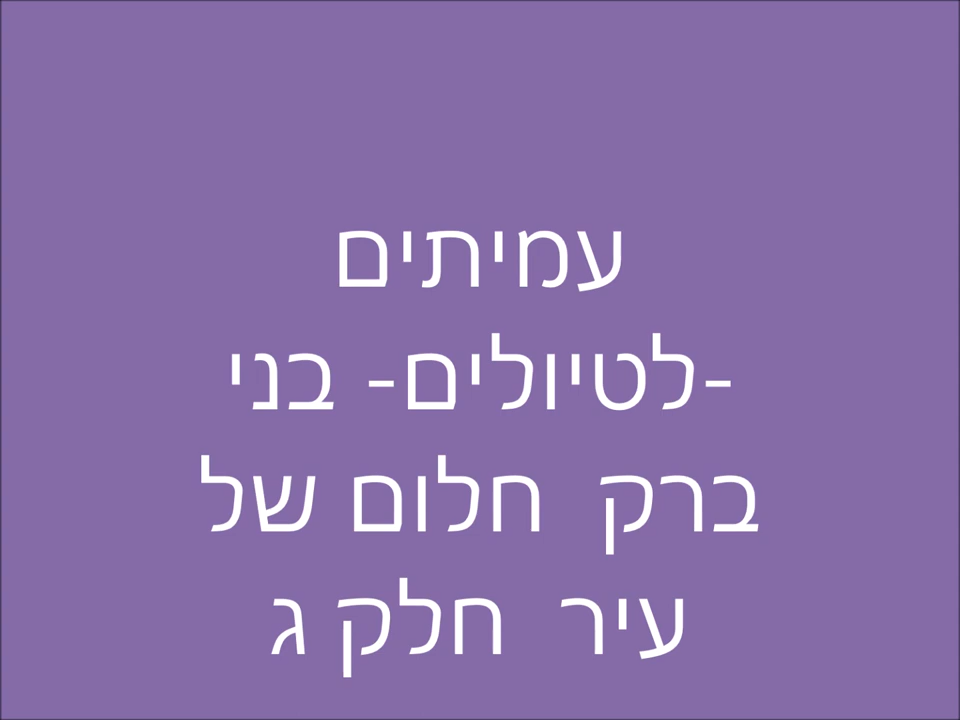 עמיתים
-לטיולים- בני
ברק  חלום של
עיר  חלק ג